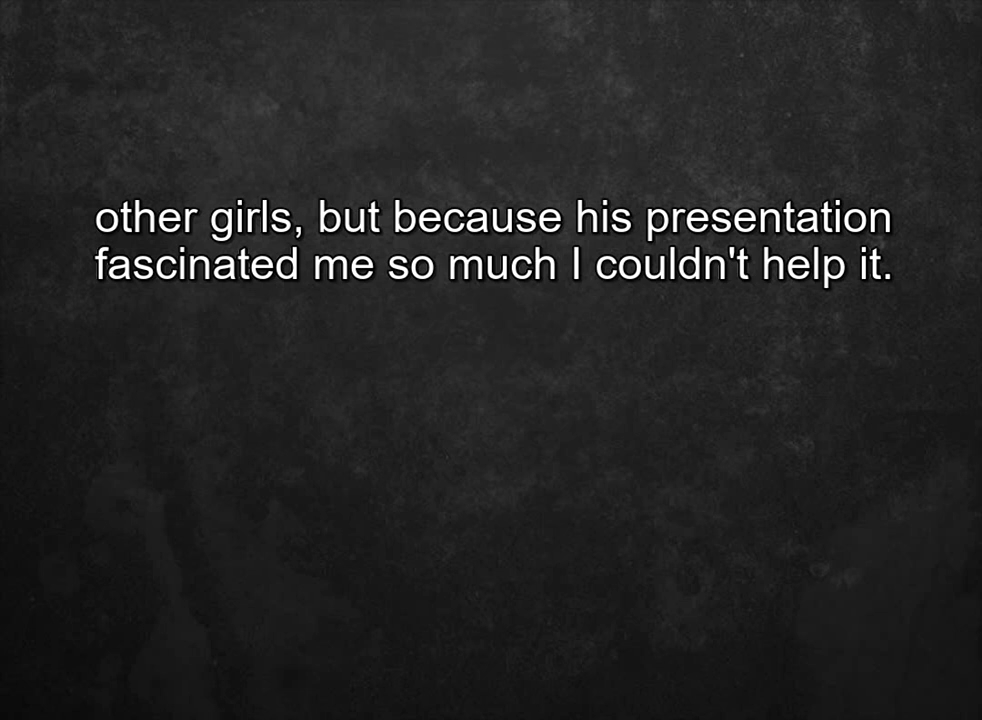 other girls, but because his presentation
fascinated me so much I couldn't help it.